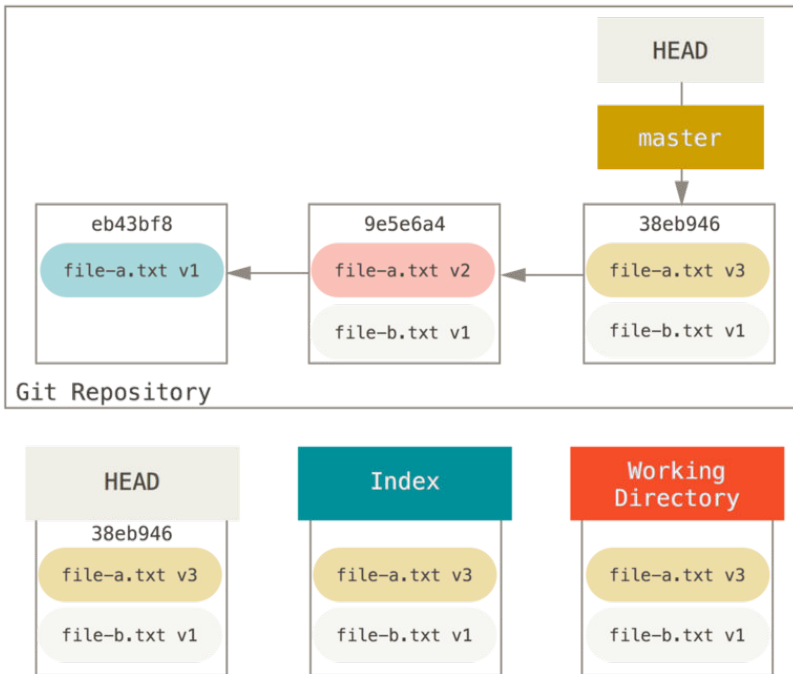 HEAD
master
eb43bf8
9e5e6a4
38eb946
file-a.txt v1
file-a.txt v2
file-a.txt v3
file-b.txt v1
file-b.txt v1
Git Repository
HEAD
Index
Working
Directory
38eb946
file-a.txt v3
file-a.txt v3
file-a.txt v3
file-b.txt v1
file-b.txt v1
file-b.txt v1